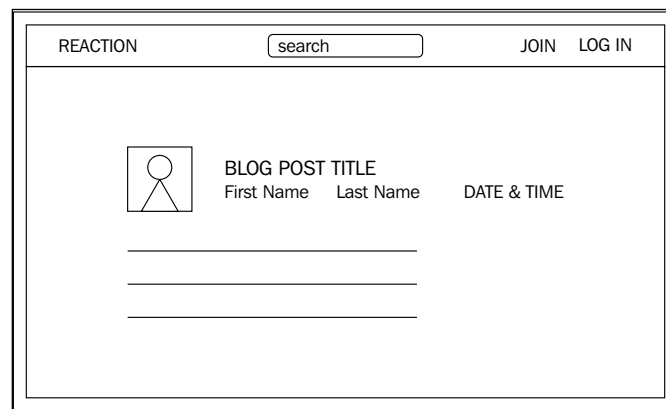 REACTION search JOIN LOG IN
BLOG POST TITLE
First Name Last Name DATE & TIME